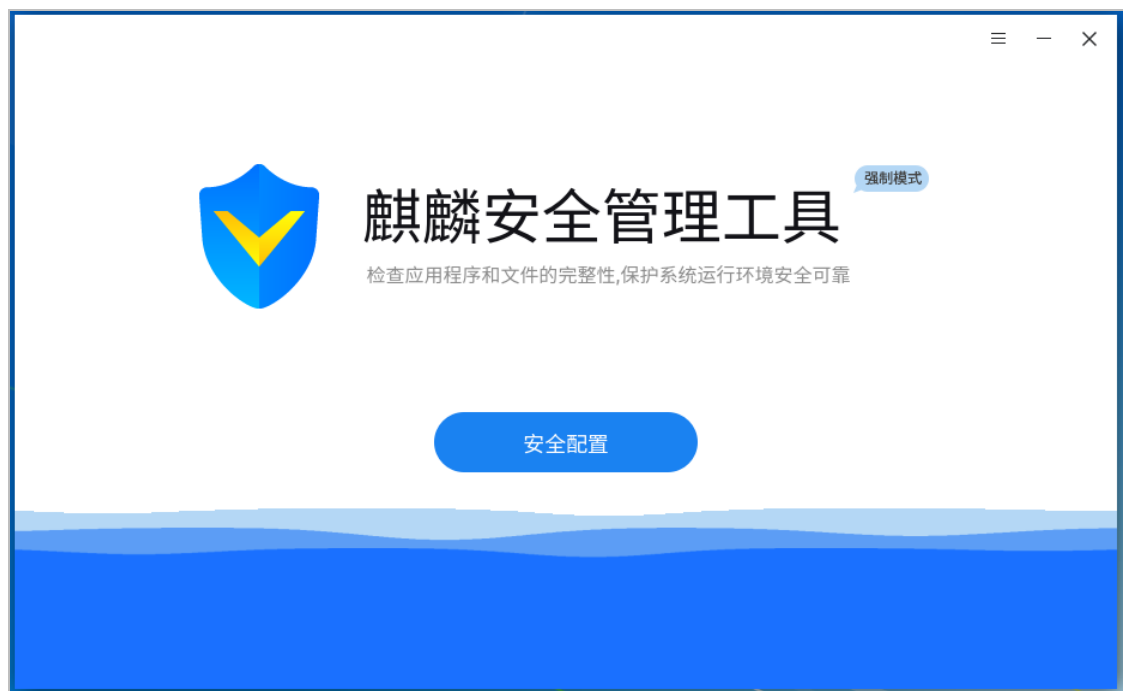 强制模式
麒麟安全管理工具
检查应用程序和文件的完整性,保护系统运行环境安全可靠
安全配置